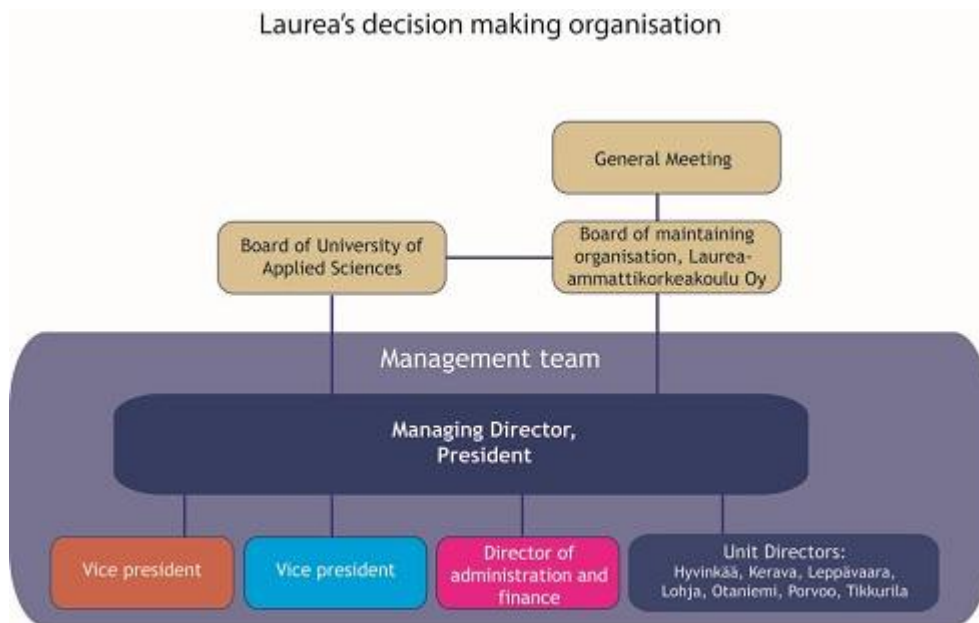 Laurea's decision making organisation
General Meeting
Board of University of
Applied Sciences
Board of maintaining
organisation, Laurea-
ammattikorkeakoulu Oy
Management team
Managing Director,
President
Vice president
Vice president
Director of
administration and
finance
Unit Directors:
Hyvinkää, Kerava, Leppävaara,
Lohja, Otaniemi, Porvoo, Tikkurila